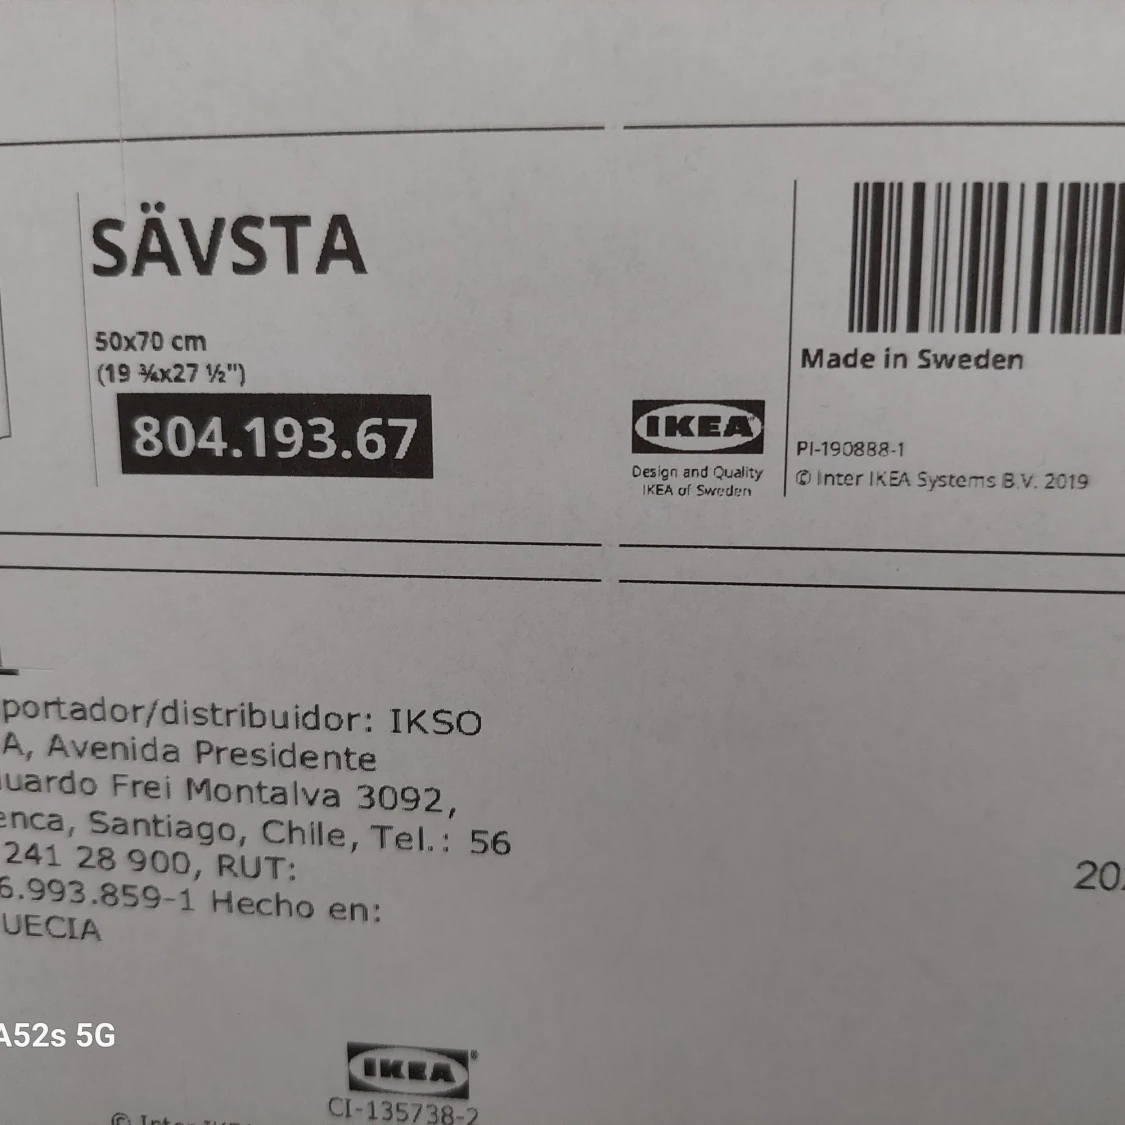 SÄVSTA
50x70 cm
(19 ¾x27 ½")
804.193.67
IKEA
Design and Quality
IKEA of Sweden
Made in Sweden
PI-190888-1
© Inter IKEA Systems B.V. 2019
portador/distribuidor: IKSO
A, Avenida Presidente
uardo Frei Montalva 3092,
enca, Santiago, Chile, Tel.: 56
241 28 900, RUT:
6.993.859-1 Hecho en:
UECIA
20
A52s 5G
IKEA®
CI-135738-2
© Inter